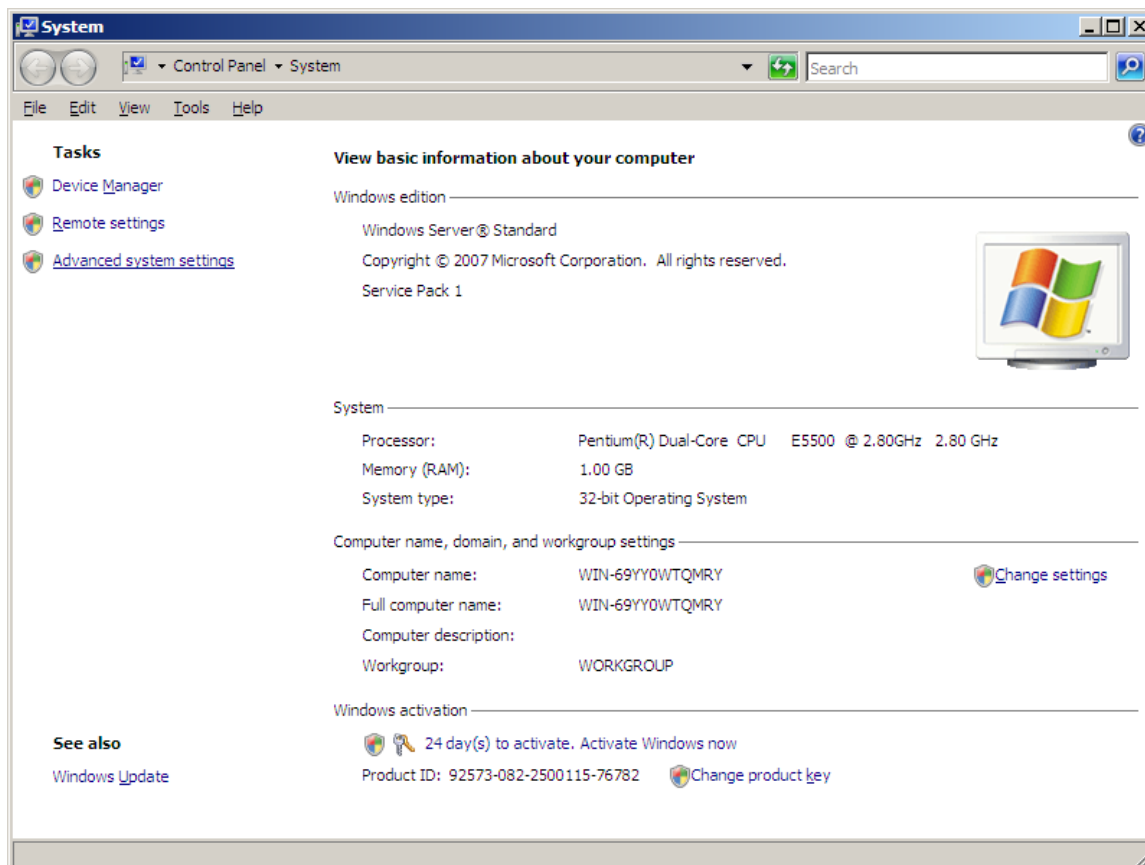 System
Control Panel System
Search
File Edit View Tools Help
Tasks
Device Manager
Remote settings
Advanced system settings
View basic information about your computer
Windows edition
Windows Server® Standard
Copyright © 2007 Microsoft Corporation. All rights reserved.
Service Pack 1
System
Processor: Pentium(R) Dual-Core CPU E5500 @ 2.80GHz 2.80 GHz
Memory (RAM): 1.00 GB
System type: 32-bit Operating System
Computer name, domain, and workgroup settings
Computer name: WIN-69YY0WTQMRY Change settings
Full computer name: WIN-69YY0WTQMRY
Computer description:
Workgroup: WORKGROUP
Windows activation
24 day(s) to activate. Activate Windows now
Product ID: 92573-082-2500115-76782 Change product key
See also
Windows Update